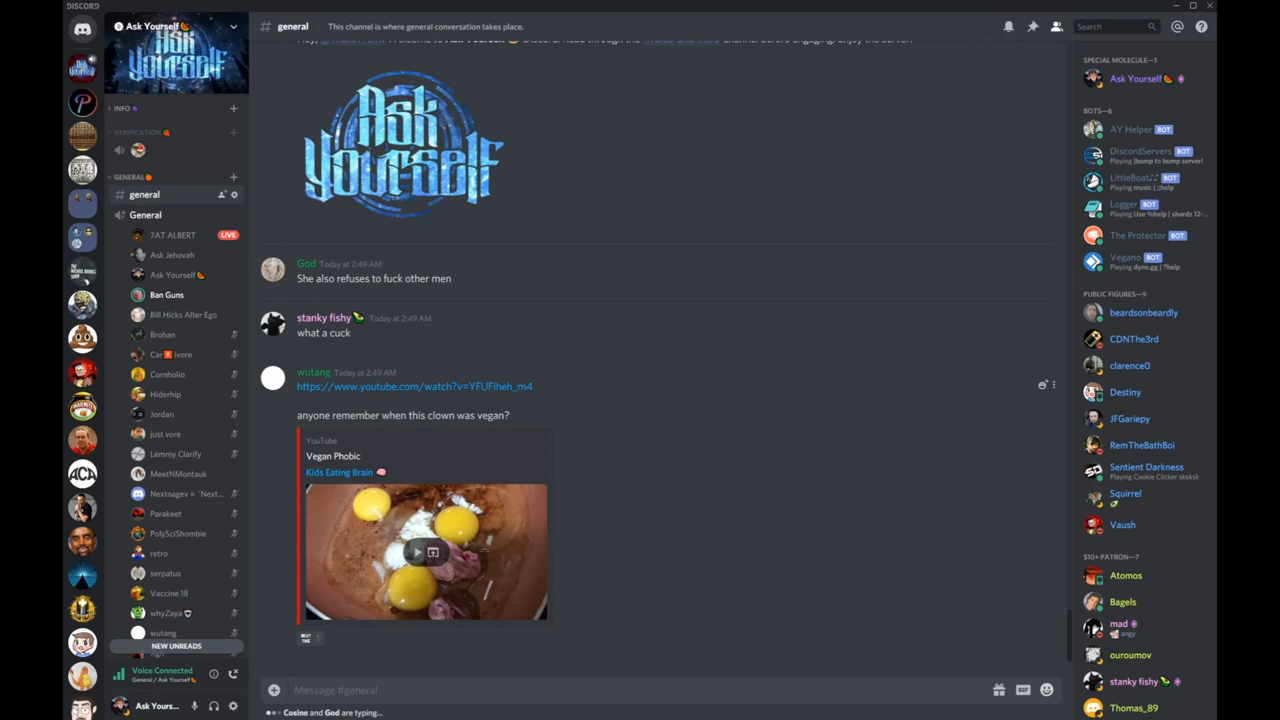 DISCORD
Ask Yourself
# general
This channel is where general conversation takes place.
Search
ASK YOURSELF
INFO
VERIFICATION
GENERAL
# general
General
7AT ALBERT LIVE
Ask Jehovah
Ask Yourself
Ban Guns
Bill Hicks Alter Ego
Brohan
Car ivore
Cornholio
Hiderhip
Jordan
just vore
Lemmy Clarify
MeetNMontauk
Nextnagev = `Next...
Parakeet
PolySciShombie
retro
serpatus
Vaccine 18
whyZaya
wutang
NEW UNREADS
Voice Connected
General / Ask Yourself
Ask Yours...
Ask Yourself
God Today at 2:49 AM
She also refuses to fuck other men
stanky fishy Today at 2:49 AM
what a cuck
wutang Today at 2:49 AM
https://www.youtube.com/watch?v=YFUFiheh_m4
anyone remember when this clown was vegan?
YouTube
Vegan Phobic
Kids Eating Brain
Message #general
GIF
Cosine and God are typing...
SPECIAL MOLECULE—1
Ask Yourself
BOTS—6
AY Helper BOT
DiscordServers BOT
Playing !bump to bump server!
LittleBoat♪♪ BOT
Playing music | ;;help
Logger BOT
Playing Use %help | shards 12-...
The Protector BOT
Vegano BOT
Playing dyno.gg | ?help
PUBLIC FIGURES—9
beardsonbeardly
CDNThe3rd
clarence0
Destiny
JFGariepy
RemTheBathBoi
Sentient Darkness
Playing Cookie Clicker sksksk
Squirrel
Vaush
$10+ PATRON—7
Atomos
Bagels
mad
angy
ouroumov
stanky fishy
Thomas_89